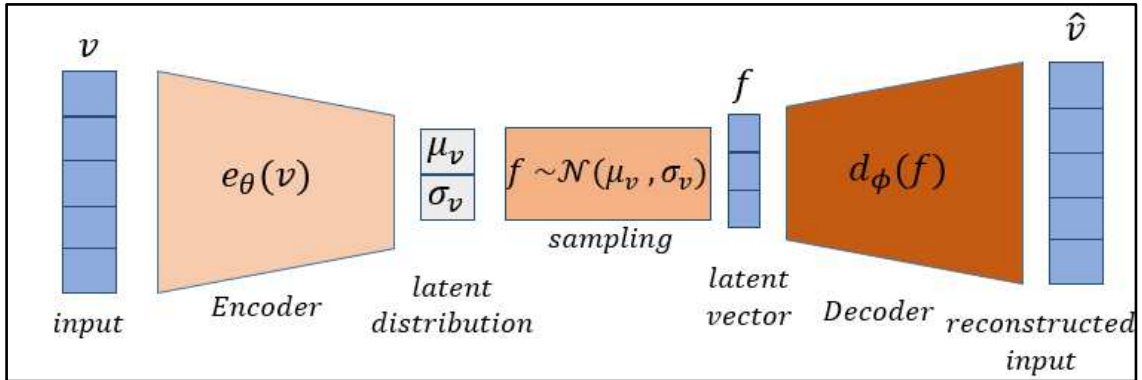 v
e_θ(v)
Encoder
input
μ_v
σ_v
latent
distribution
f ~𝒩(μ_v , σ_v)
sampling
f
latent
vector
d_ϕ(f)
Decoder
v̂
reconstructed
input